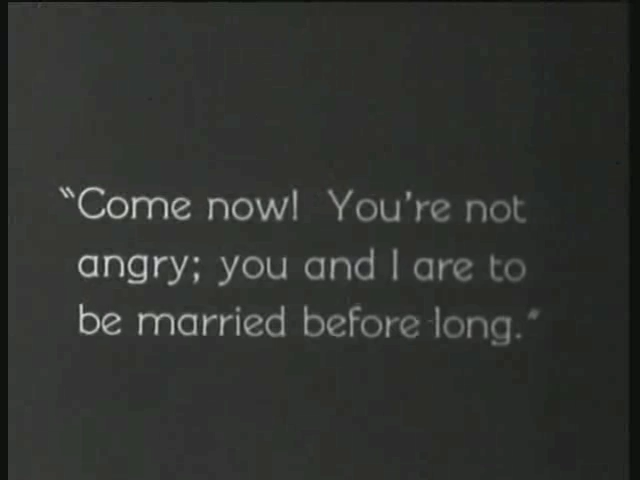 “Come now! You're not
angry; you and I are to
be married before long.”